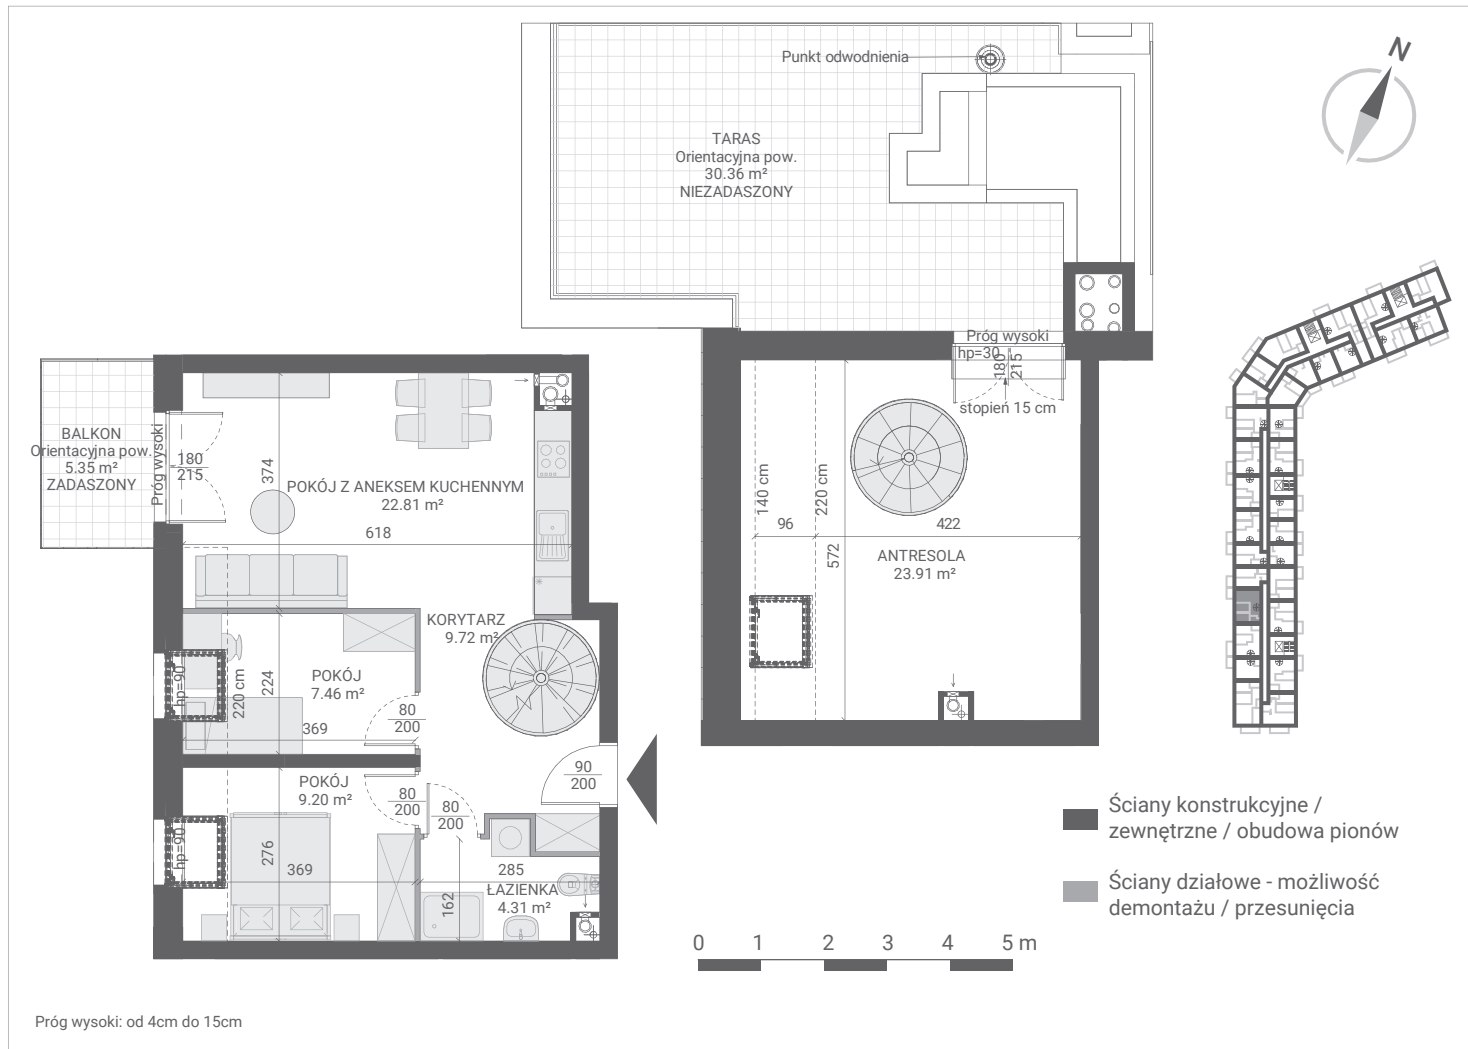 Punkt odwodnienia
N
TARAS
Orientacyjna pow.
30.36 m²
NIEZADASZONY
Próg wysoki
hp=30
180
215
stopień 15 cm
BALKON
Orientacyjna pow.
5.35 m²
ZADASZONY
Próg wysoki
180
215
374
POKÓJ Z ANEKSEM KUCHENNYM
22.81 m²
618
140 cm
220 cm
96
422
572
ANTRESOLA
23.91 m²
KORYTARZ
9.72 m²
hp=90
220 cm
224
POKÓJ
7.46 m²
369
80
200
90
200
POKÓJ
9.20 m²
80
200
80
200
hp=90
276
369
285
162
ŁAZIENKA
4.31 m²
Ściany konstrukcyjne /
zewnętrzne / obudowa pionów
Ściany działowe - możliwość
demontażu / przesunięcia
0 1 2 3 4 5 m
Próg wysoki: od 4cm do 15cm